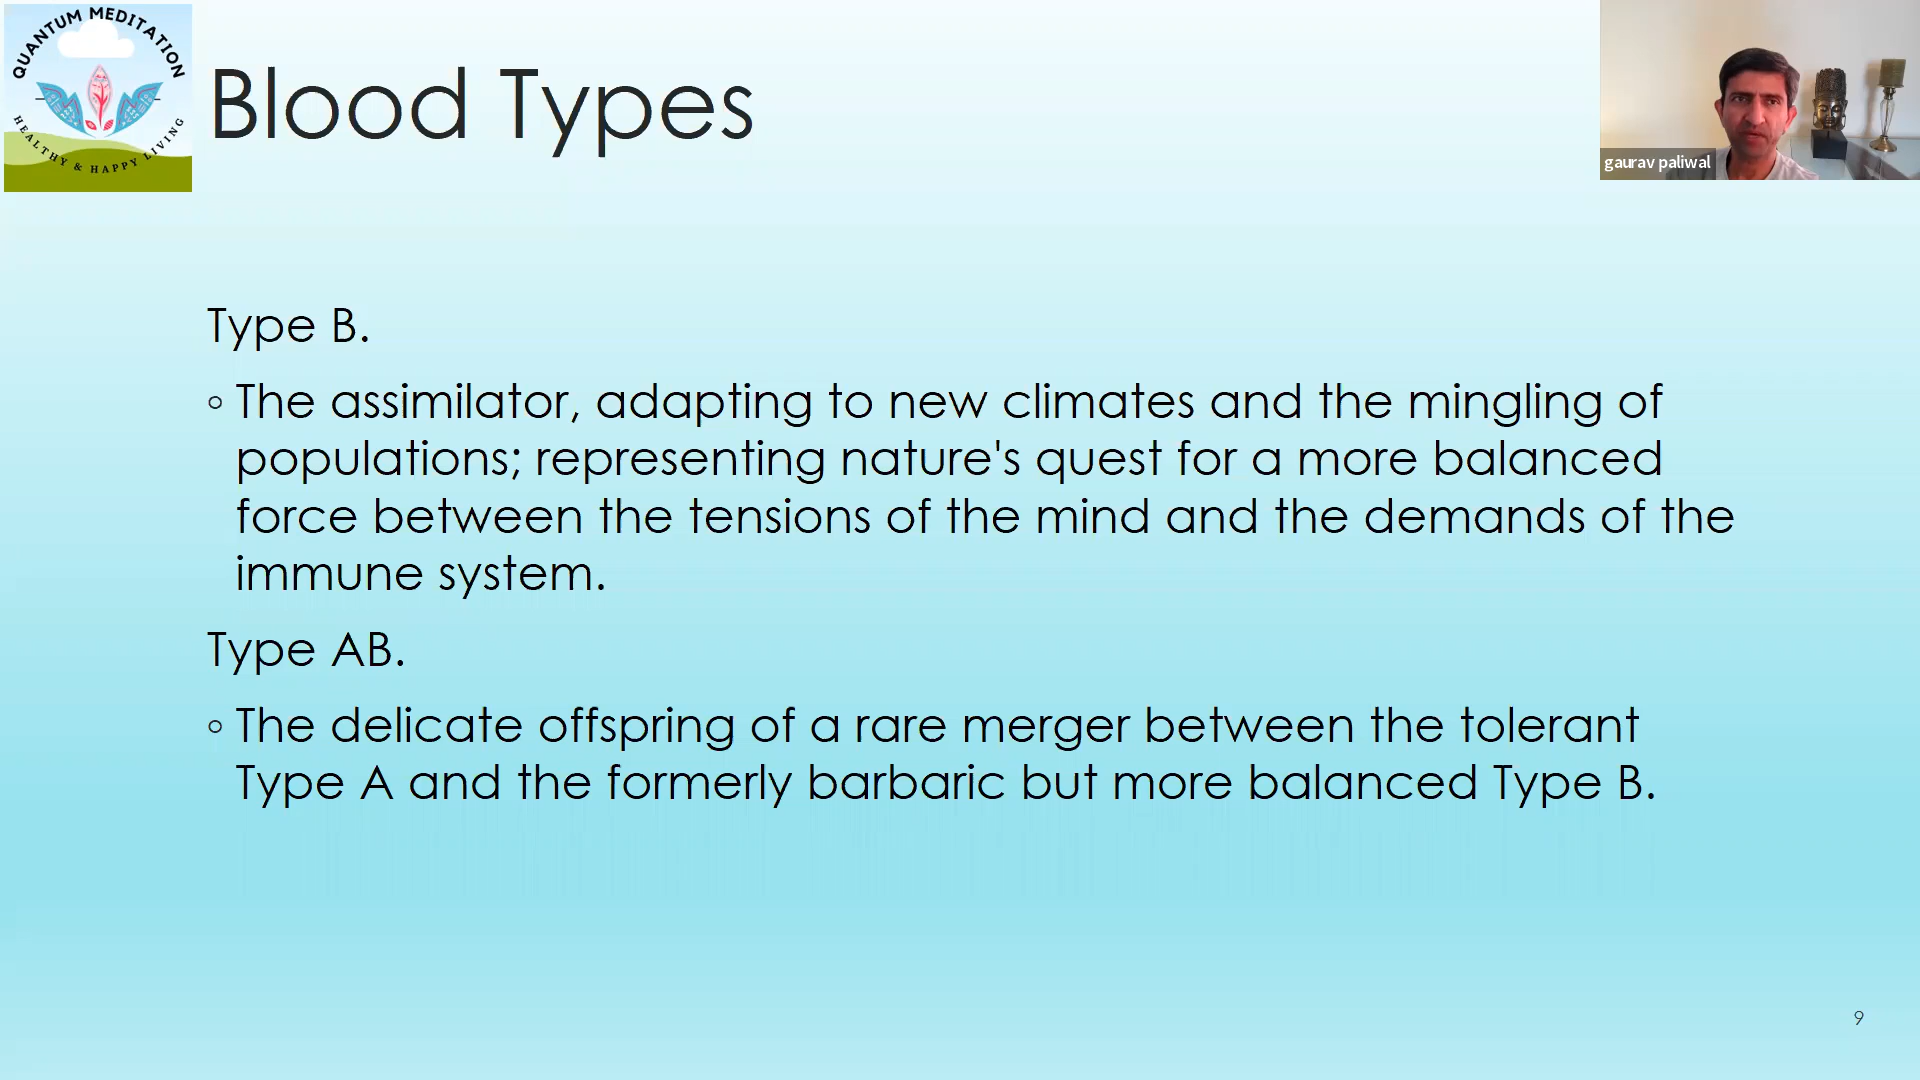 QUANTUM MEDITATION
HEALTHY & HAPPY LIVING
Blood Types
gaurav paliwal
Type B.
◦ The assimilator, adapting to new climates and the mingling of
populations; representing nature's quest for a more balanced
force between the tensions of the mind and the demands of the
immune system.
Type AB.
◦ The delicate offspring of a rare merger between the tolerant
Type A and the formerly barbaric but more balanced Type B.
9